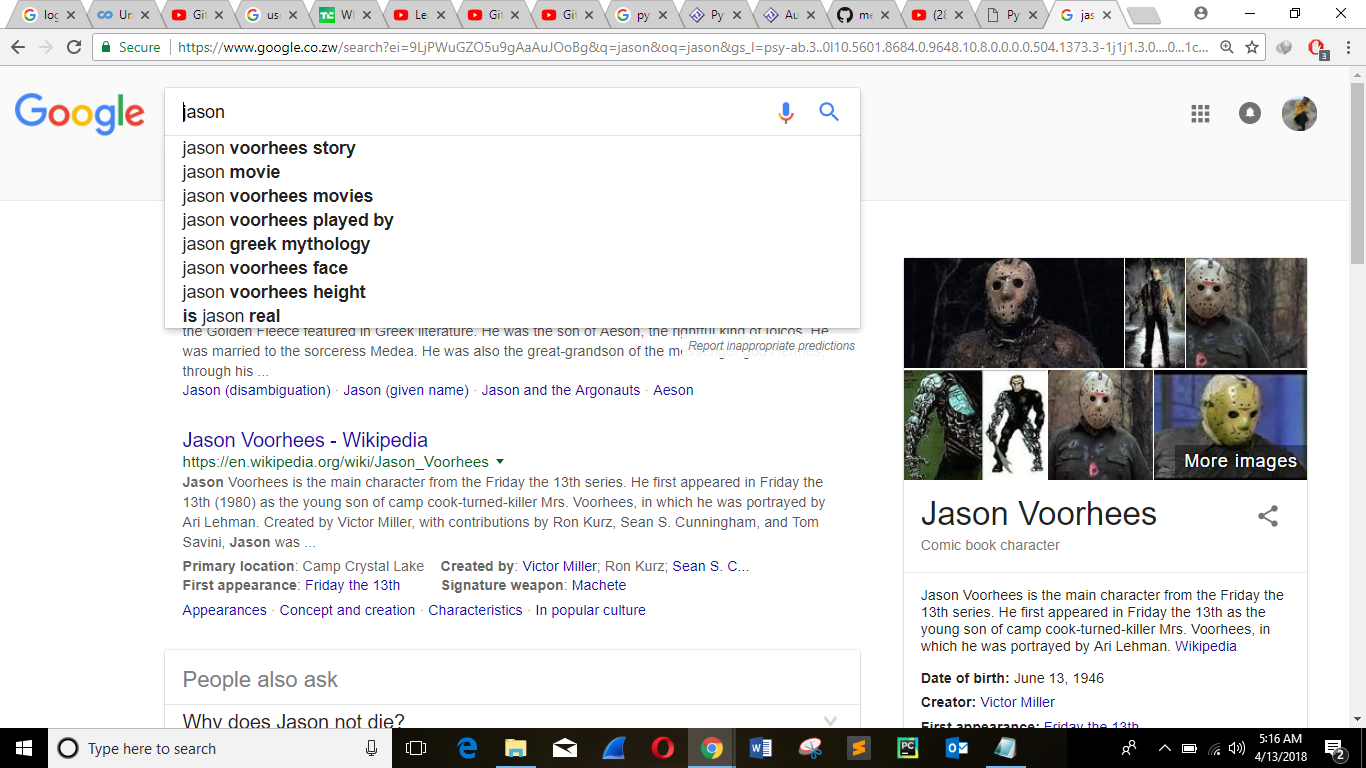 log
Un
Git
use
Wh
Le
Git
Git
py
Py
Au
me
(28
Py
jas
Secure
https://www.google.co.zw/search?ei=9LjPWuGZO5u9gAaAuJOoBg&q=jason&oq=jason&gs_l=psy-ab.3..0l10.5601.8684.0.9648.10.8.0.0.0.0.504.1373.3-1j1j1.3.0....0...1c...
3
Google
jason
jason voorhees story
jason movie
jason voorhees movies
jason voorhees played by
jason greek mythology
jason voorhees face
jason voorhees height
is jason real
Report inappropriate predictions
the Golden Fleece featured in Greek literature. He was the son of Aeson, the rightful king of Iolcos. He
was married to the sorceress Medea. He was also the great-grandson of the
through his ...
Jason (disambiguation) · Jason (given name) · Jason and the Argonauts · Aeson
Jason Voorhees - Wikipedia
https://en.wikipedia.org/wiki/Jason_Voorhees
Jason Voorhees is the main character from the Friday the 13th series. He first appeared in Friday the
13th (1980) as the young son of camp cook-turned-killer Mrs. Voorhees, in which he was portrayed by
Ari Lehman. Created by Victor Miller, with contributions by Ron Kurz, Sean S. Cunningham, and Tom
Savini, Jason was ...
Primary location: Camp Crystal Lake Created by: Victor Miller; Ron Kurz; Sean S. C...
First appearance: Friday the 13th Signature weapon: Machete
Appearances · Concept and creation · Characteristics · In popular culture
People also ask
Why does Jason not die?
More images
Jason Voorhees
Comic book character
Jason Voorhees is the main character from the Friday the
13th series. He first appeared in Friday the 13th as the
young son of camp cook-turned-killer Mrs. Voorhees, in
which he was portrayed by Ari Lehman. Wikipedia
Date of birth: June 13, 1946
Creator: Victor Miller
First appearance: Friday the 13th
Type here to search
5:16 AM
4/13/2018
2